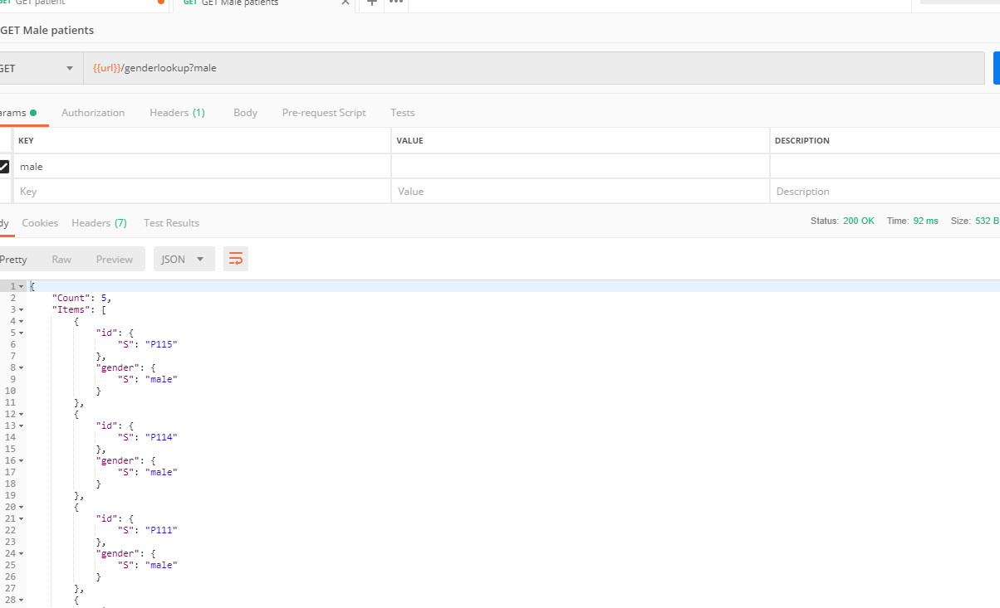 GET GET patient GET GET Male patients
GET Male patients
GET {{url}}/genderlookup?male
Params Authorization Headers (1) Body Pre-request Script Tests
KEY VALUE DESCRIPTION
male
Key Value Description
dy Cookies Headers (7) Test Results Status: 200 OK Time: 92 ms Size: 532 B
Pretty Raw Preview JSON
1 {
2 "Count": 5,
3 "Items": [
4 {
5 "id": {
6 "S": "P115"
7 },
8 "gender": {
9 "S": "male"
10 }
11 },
12 {
13 "id": {
14 "S": "P114"
15 },
16 "gender": {
17 "S": "male"
18 }
19 },
20 {
21 "id": {
22 "S": "P111"
23 },
24 "gender": {
25 "S": "male"
26 }
27 },
28 {